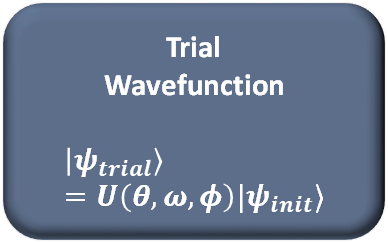 Trial
Wavefunction
|ψ_trial⟩
= U(θ, ω, ϕ)|ψ_init⟩